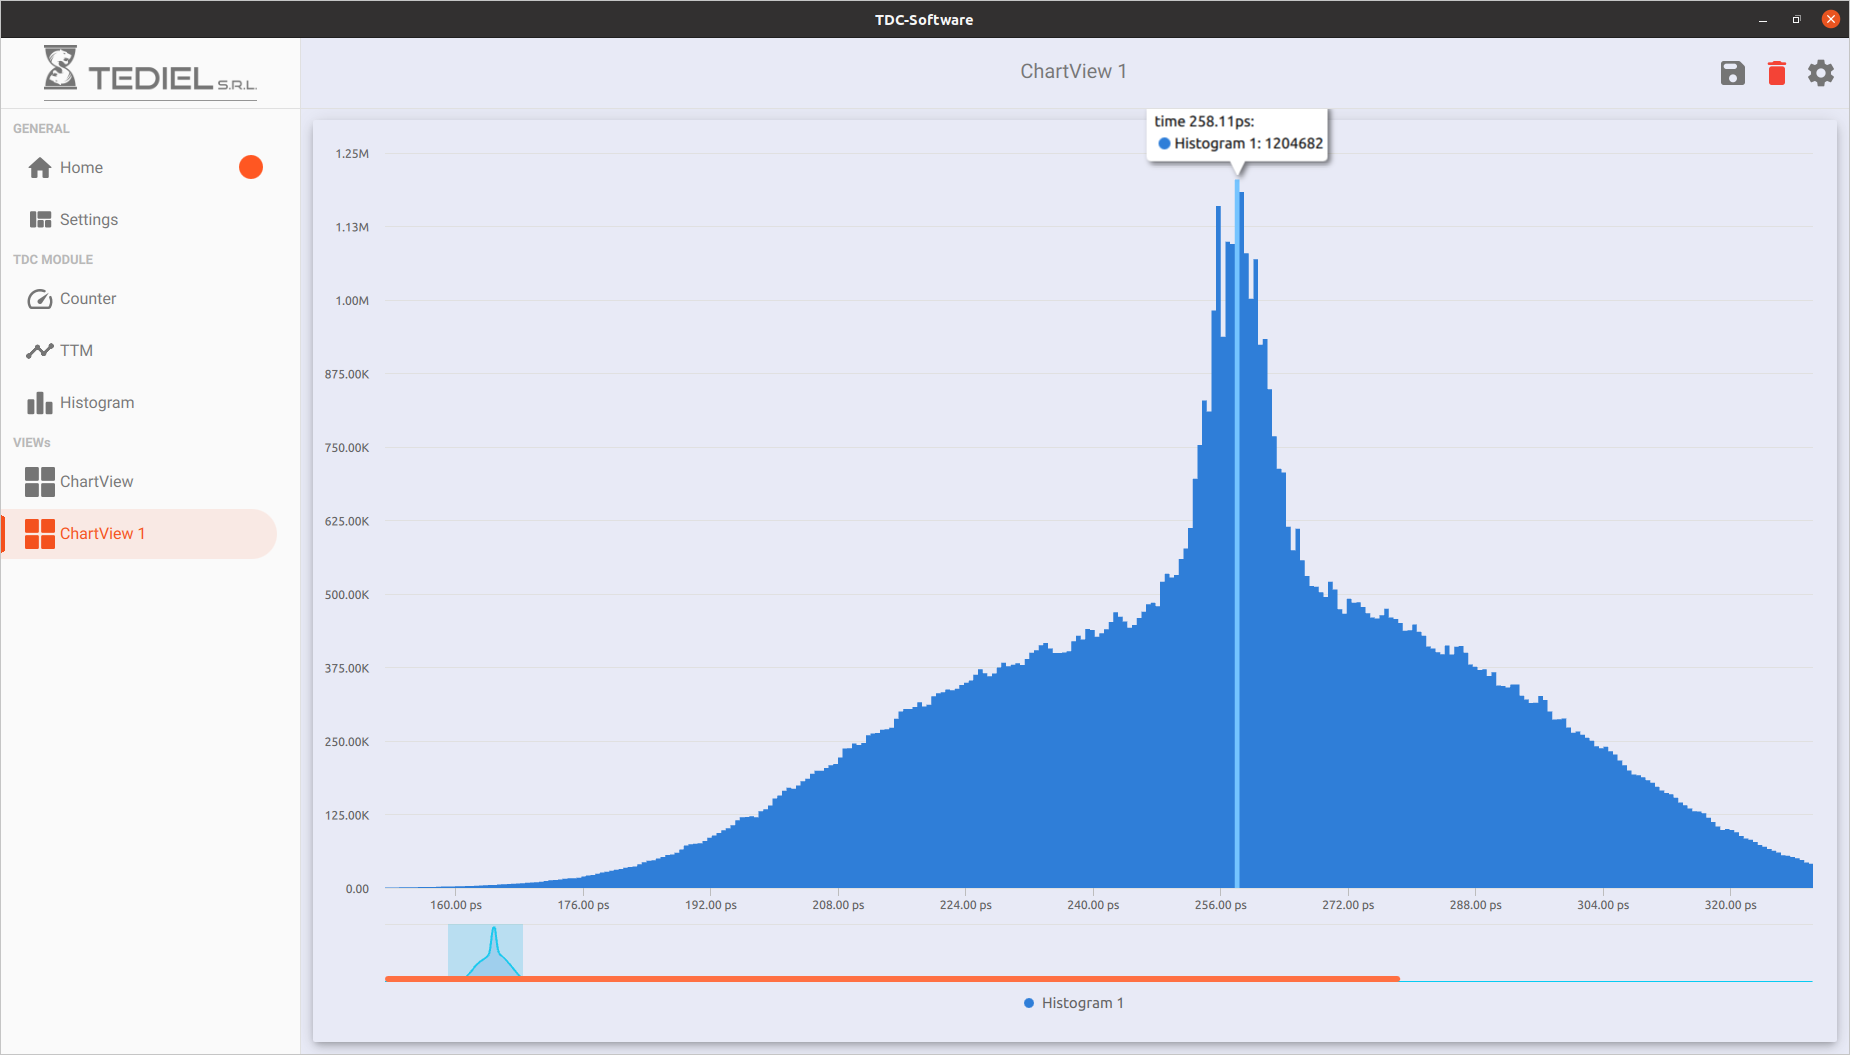 TDC-Software
TEDIEL S.R.L.
GENERAL
Home
Settings
TDC MODULE
Counter
TTM
Histogram
VIEWs
ChartView
ChartView 1
ChartView 1
time 258.11ps:
Histogram 1: 1204682
1.25M
1.13M
1.00M
875.00K
750.00K
625.00K
500.00K
375.00K
250.00K
125.00K
0.00
160.00 ps 176.00 ps 192.00 ps 208.00 ps 224.00 ps 240.00 ps 256.00 ps 272.00 ps 288.00 ps 304.00 ps 320.00 ps
Histogram 1